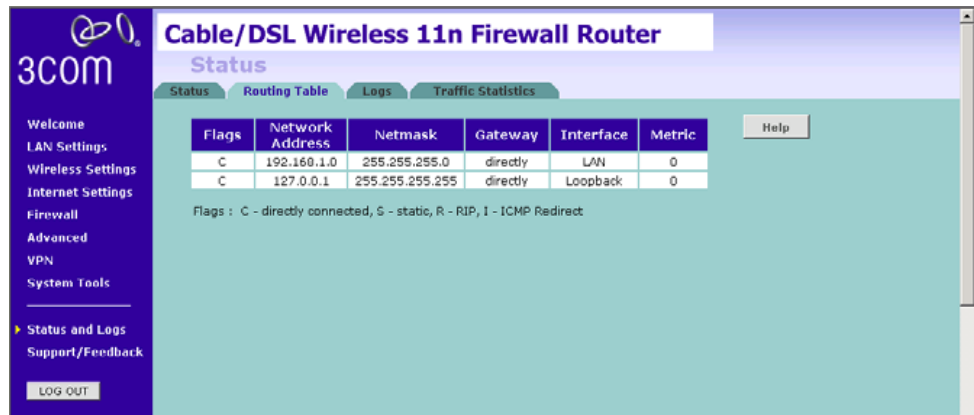 3COM
Cable/DSL Wireless 11n Firewall Router
Status
Status Routing Table Logs Traffic Statistics
Welcome
LAN Settings
Wireless Settings
Internet Settings
Firewall
Advanced
VPN
System Tools
Status and Logs
Support/Feedback
LOG OUT
Flags Network Address Netmask Gateway Interface Metric
C 192.168.1.0 255.255.255.0 directly LAN 0
C 127.0.0.1 255.255.255.255 directly Loopback 0
Flags : C - directly connected, S - static, R - RIP, I - ICMP Redirect
Help